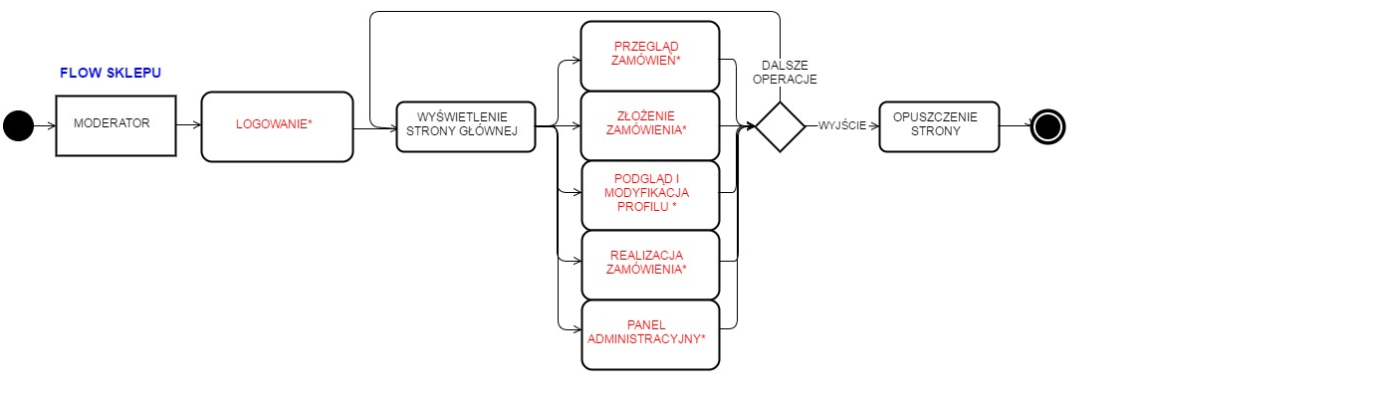 FLOW SKLEPU
MODERATOR
LOGOWANIE*
WYŚWIETLENIE
STRONY GŁÓWNEJ
PRZEGLĄD
ZAMÓWIEŃ*
ZŁOŻENIE
ZAMÓWIENIA*
PODGLĄD I
MODYFIKACJA
PROFILU *
REALIZACJA
ZAMÓWIENIA*
PANEL
ADMINISTRACYJNY*
DALSZE
OPERACJE
WYJŚCIE
OPUSZCZENIE
STRONY